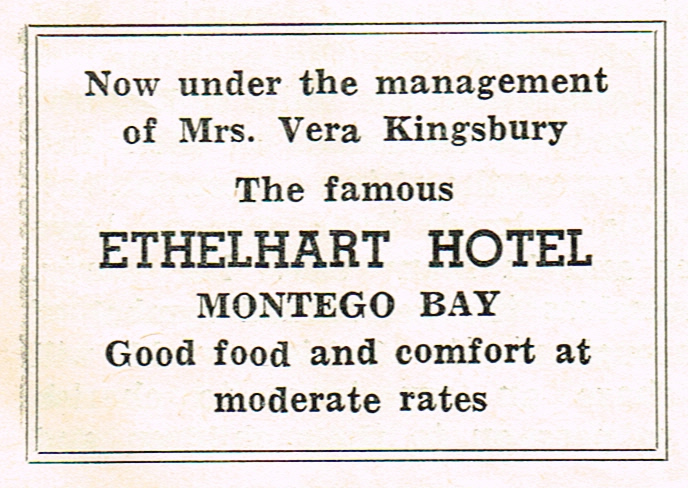 Now under the management
of Mrs. Vera Kingsbury
The famous
ETHELHART HOTEL
MONTEGO BAY
Good food and comfort at
moderate rates